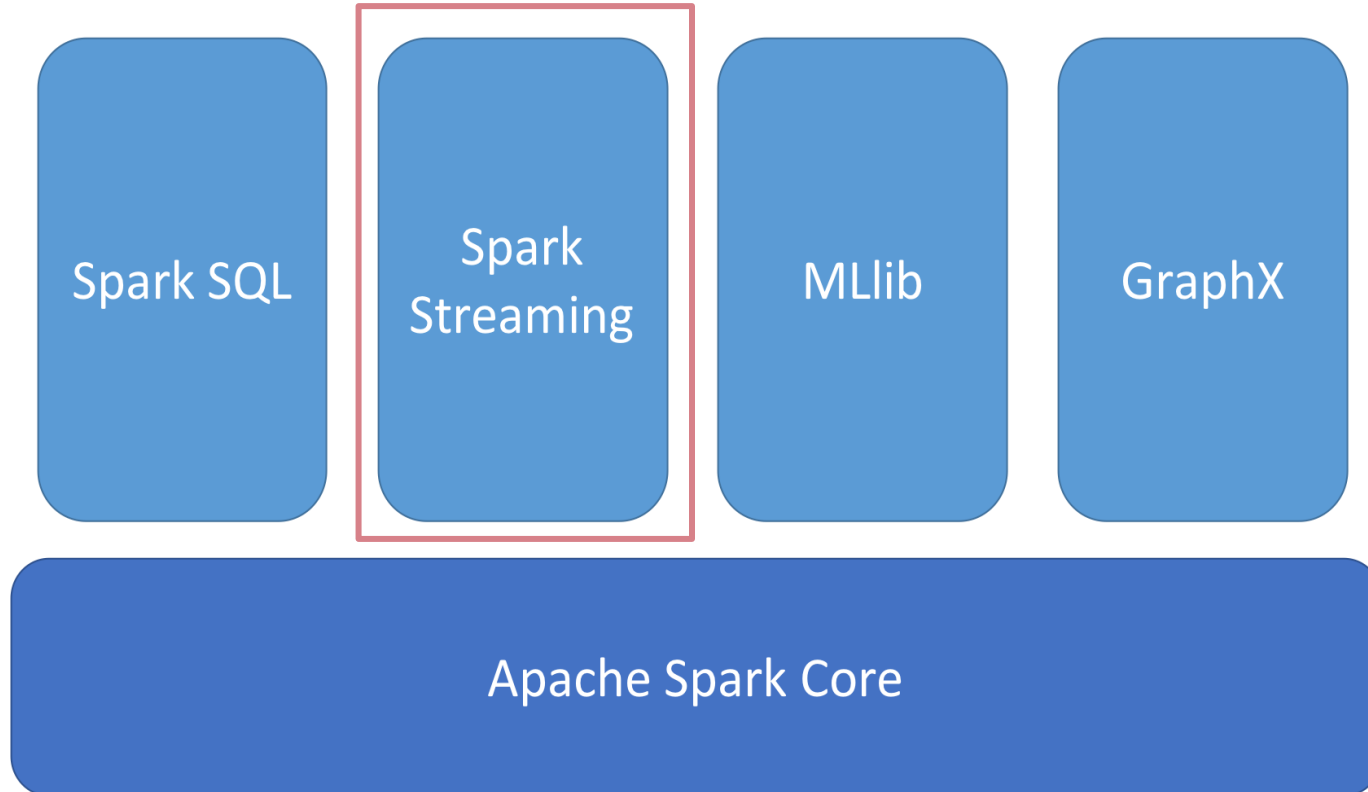 Spark SQL
Spark
Streaming
MLlib
GraphX
Apache Spark Core